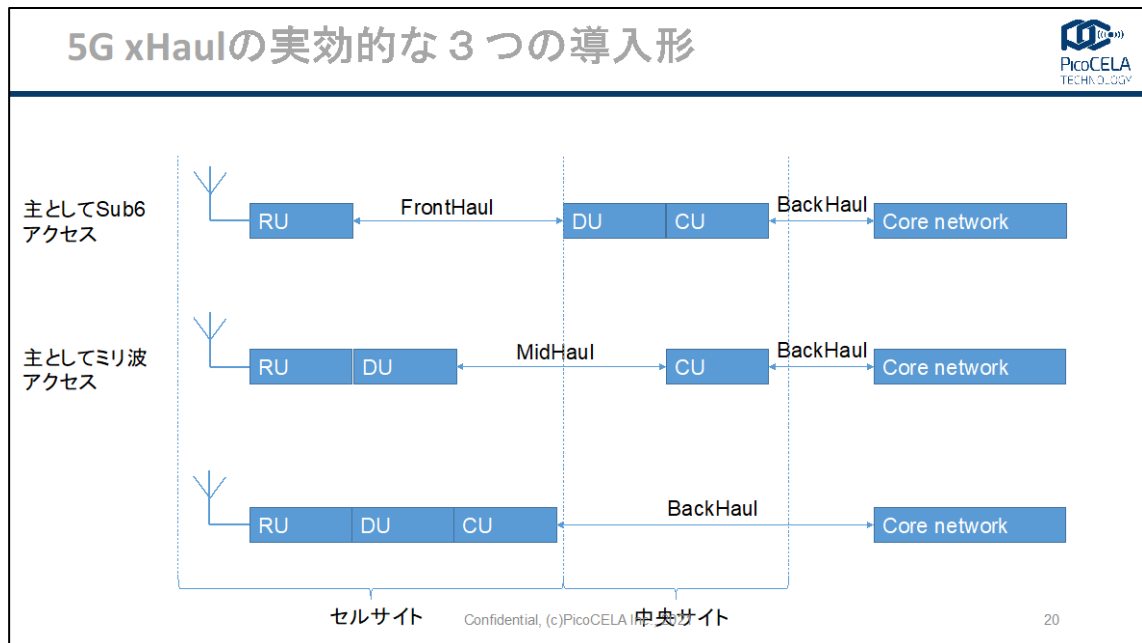 5G xHaulの実効的な３つの導入形
PicoCELA
TECHNOLOGY
主としてSub6
アクセス
RU
FrontHaul
DU
CU
BackHaul
Core network
主としてミリ波
アクセス
RU
DU
MidHaul
CU
BackHaul
Core network
RU
DU
CU
BackHaul
Core network
セルサイト
中央サイト
Confidential, (c)PicoCELA Inc.,
20